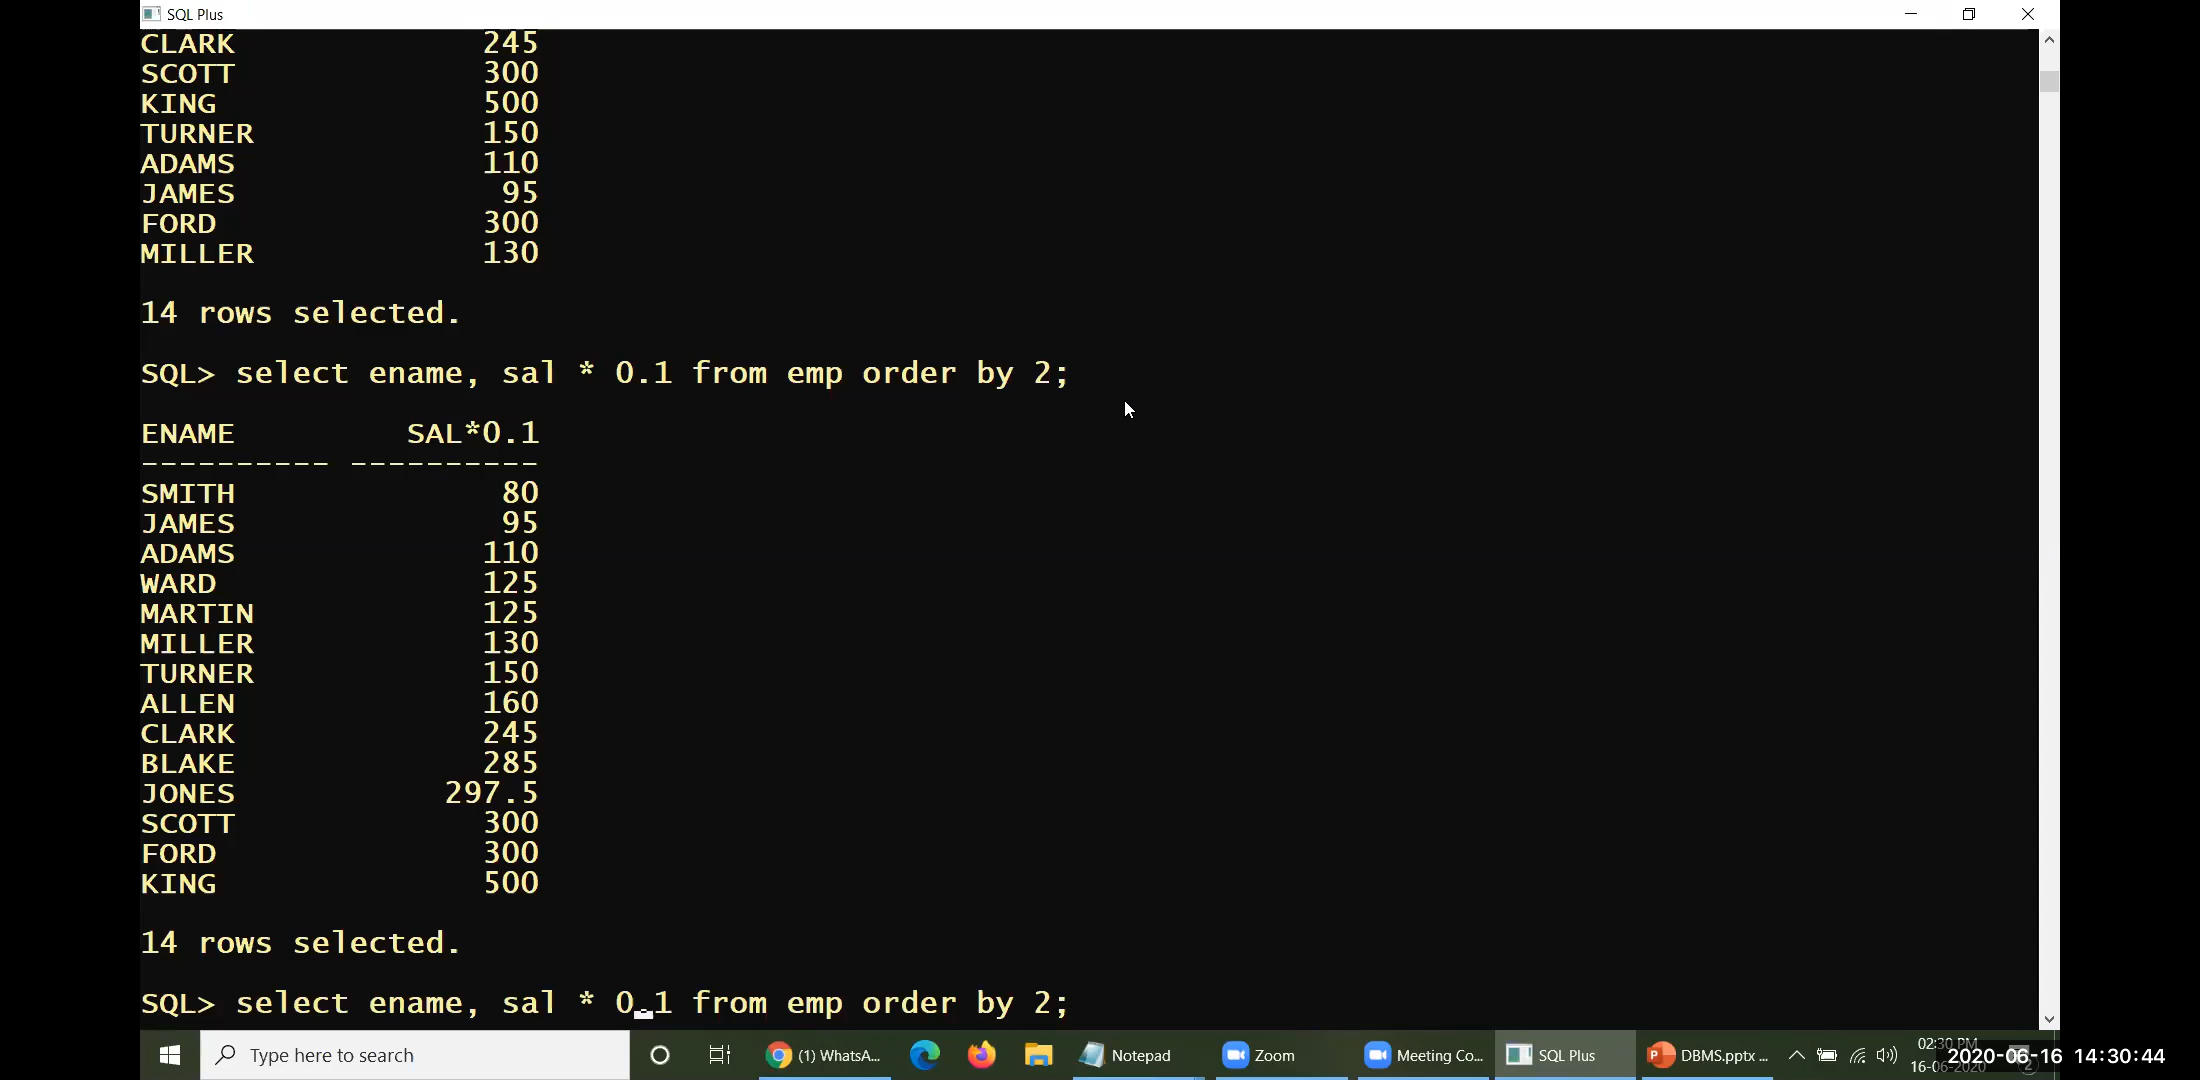 SQL Plus
CLARK 245
SCOTT 300
KING 500
TURNER 150
ADAMS 110
JAMES 95
FORD 300
MILLER 130
14 rows selected.
SQL> select ename, sal * 0.1 from emp order by 2;
ENAME SAL*0.1
---------- ----------
SMITH 80
JAMES 95
ADAMS 110
WARD 125
MARTIN 125
MILLER 130
TURNER 150
ALLEN 160
CLARK 245
BLAKE 285
JONES 297.5
SCOTT 300
FORD 300
KING 500
14 rows selected.
SQL> select ename, sal * 0.1 from emp order by 2;
Type here to search (1) WhatsA... Notepad Zoom Meeting Co... SQL Plus DBMS.pptx ...
02:30 PM
16-06-2020
2
2020-06-16 14:30:44